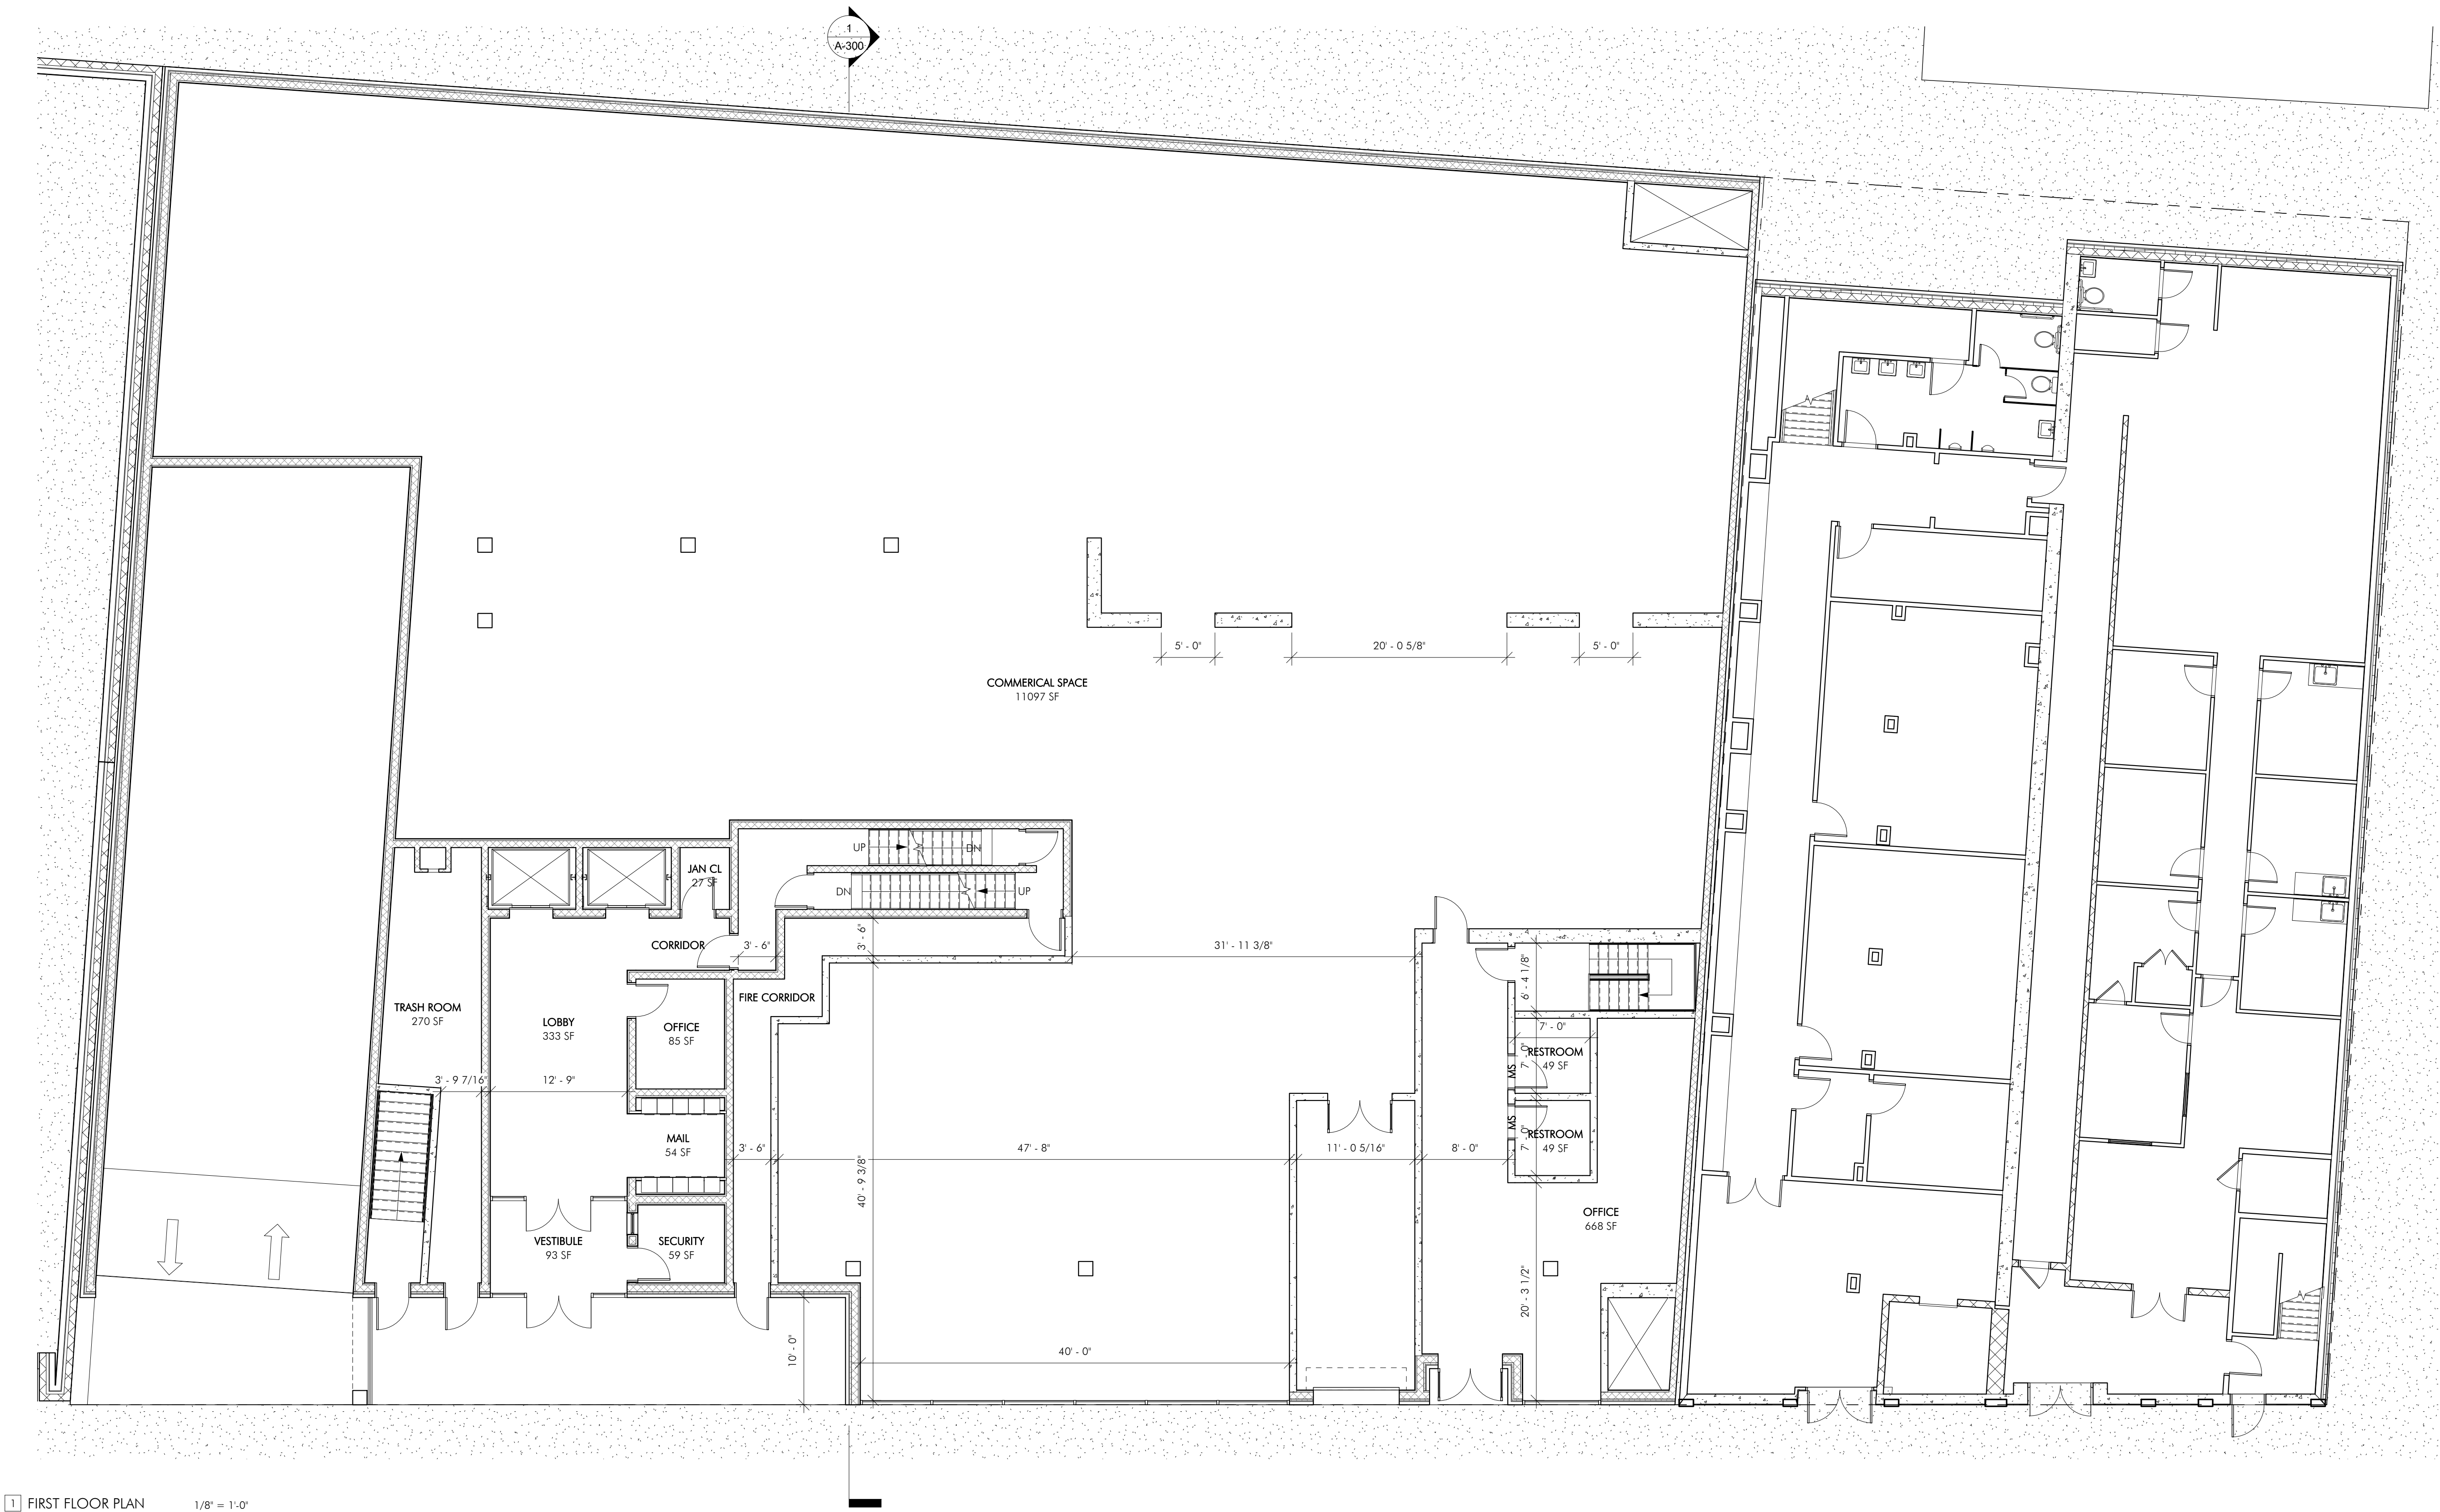 1
A-300
5' - 0"
20' - 0 5/8"
5' - 0"
COMMERICAL SPACE
11097 SF
UP
DN
JAN CL
27 SF
DN
UP
CORRIDOR
3' - 6"
3' - 6"
31' - 11 3/8"
6' - 4 1/8"
FIRE CORRIDOR
TRASH ROOM
270 SF
LOBBY
333 SF
OFFICE
85 SF
7' - 0"
RESTROOM
49 SF
7' - 0"
MS
3' - 9 7/16"
12' - 9"
MAIL
54 SF
3' - 6"
47' - 8"
40' - 9 3/8"
11' - 0 5/16"
8' - 0"
MS
7' - 0"
RESTROOM
49 SF
OFFICE
668 SF
VESTIBULE
93 SF
SECURITY
59 SF
20' - 3 1/2"
10' - 0"
40' - 0"
1 FIRST FLOOR PLAN 1/8" = 1'-0"